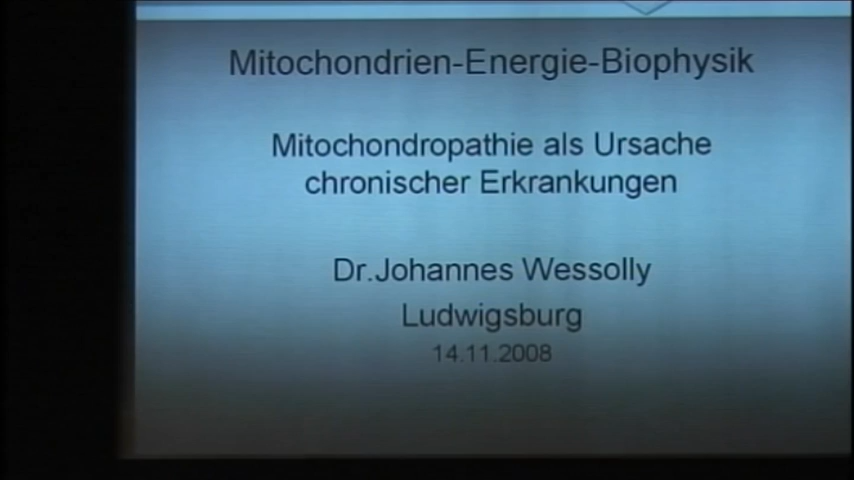 Mitochondrien-Energie-Biophysik
Mitochondropathie als Ursache
chronischer Erkrankungen
Dr.Johannes Wessolly
Ludwigsburg
14.11.2008